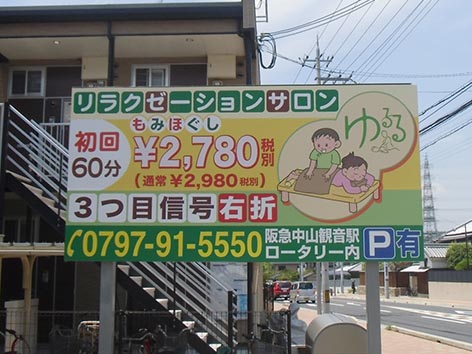 リラクゼーションサロン
もみほぐし
初回
60分
¥2,780税別
(通常¥2,980税別)
ゆるる
3つ目信号右折
0797-91-5550
阪急中山観音駅
ロータリー内
P有